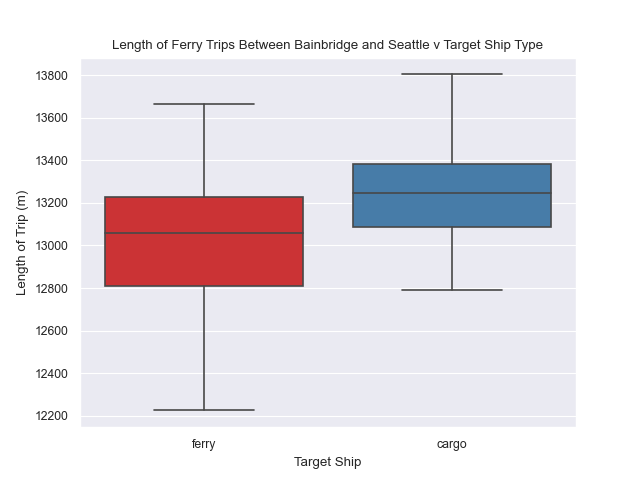 Length of Ferry Trips Between Bainbridge and Seattle v Target Ship Type
Length of Trip (m)
13800
13600
13400
13200
13000
12800
12600
12400
12200
ferry
cargo
Target Ship